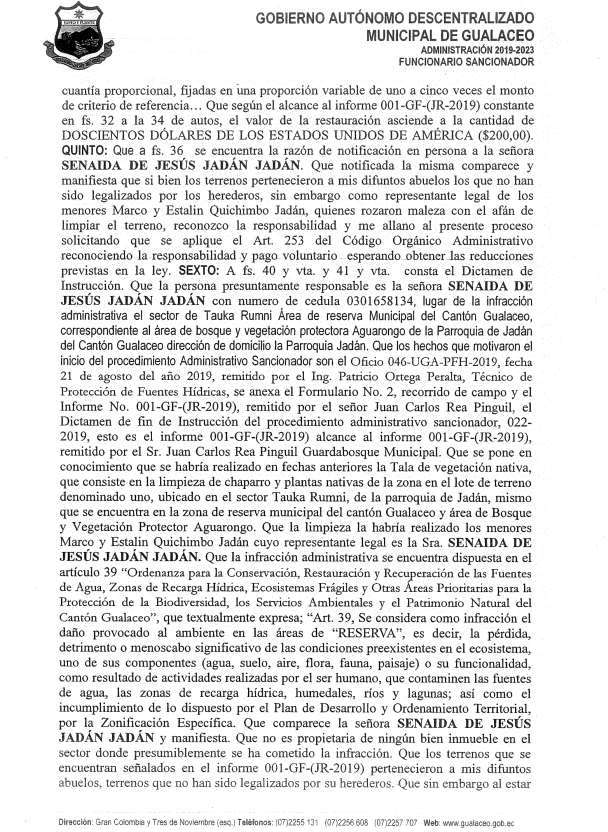 GOBIERNO AUTÓNOMO DESCENTRALIZADO
MUNICIPAL DE GUALACEO
ADMINISTRACIÓN 2019-2023
FUNCIONARIO SANCIONADOR
cuantía proporcional, fijadas en una proporción variable de uno a cinco veces el monto
de criterio de referencia… Que según el alcance al informe 001-GF-(JR-2019) constante
en fs. 32 a la 34 de autos, el valor de la restauración asciende a la cantidad de
DOSCIENTOS DÓLARES DE LOS ESTADOS UNIDOS DE AMÉRICA ($200,00).
QUINTO: Que a fs. 36 se encuentra la razón de notificación en persona a la señora
SENAIDA DE JESÚS JADÁN JADÁN. Que notificada la misma comparece y
manifiesta que si bien los terrenos pertenecieron a mis difuntos abuelos los que no han
sido legalizados por los herederos, sin embargo como representante legal de los
menores Marco y Estalin Quichimbo Jadán, quienes rozaron maleza con el afán de
limpiar el terreno, reconozco la responsabilidad y me allano al presente proceso
solicitando que se aplique el Art. 253 del Código Orgánico Administrativo
reconociendo la responsabilidad y pago voluntario esperando obtener las reducciones
previstas en la ley. SEXTO: A fs. 40 y vta. y 41 y vta. consta el Dictamen de
Instrucción. Que la persona presuntamente responsable es la señora SENAIDA DE
JESÚS JADÁN JADÁN con numero de cedula 0301658134, lugar de la infracción
administrativa el sector de Tauka Rumni Área de reserva Municipal del Cantón Gualaceo,
correspondiente al área de bosque y vegetación protectora Aguarongo de la Parroquia de Jadán
del Cantón Gualaceo dirección de domicilio la Parroquia Jadán. Que los hechos que motivaron el
inicio del procedimiento Administrativo Sancionador son el Oficio 046-UGA-PFH-2019, fecha
21 de agosto del año 2019, remitido por el Ing. Patricio Ortega Peralta, Técnico de
Protección de Fuentes Hídricas, se anexa el Formulario No. 2, recorrido de campo y el
Informe No. 001-GF-(JR-2019), remitido por el señor Juan Carlos Rea Pinguil, el
Dictamen de fin de Instrucción del procedimiento administrativo sancionador, 022-
2019, esto es el informe 001-GF-(JR-2019) alcance al informe 001-GF-(JR-2019),
remitido por el Sr. Juan Carlos Rea Pinguil Guardabosque Municipal. Que se pone en
conocimiento que se habría realizado en fechas anteriores la Tala de vegetación nativa,
que consiste en la limpieza de chaparro y plantas nativas de la zona en el lote de terreno
denominado uno, ubicado en el sector Tauka Rumni, de la parroquia de Jadán, mismo
que se encuentra en la zona de reserva municipal del cantón Gualaceo y área de Bosque
y Vegetación Protector Aguarongo. Que la limpieza la habría realizado los menores
Marco y Estalin Quichimbo Jadán cuyo representante legal es la Sra. SENAIDA DE
JESÚS JADÁN JADÁN. Que la infracción administrativa se encuentra dispuesta en el
artículo 39 “Ordenanza para la Conservación, Restauración y Recuperación de las Fuentes
de Agua, Zonas de Recarga Hídrica, Ecosistemas Frágiles y Otras Áreas Prioritarias para la
Protección de la Biodiversidad, los Servicios Ambientales y el Patrimonio Natural del
Cantón Gualaceo”, que textualmente expresa; “Art. 39, Se considera como infracción el
daño provocado al ambiente en las áreas de “RESERVA”, es decir, la pérdida,
detrimento o menoscabo significativo de las condiciones preexistentes en el ecosistema,
uno de sus componentes (agua, suelo, aire, flora, fauna, paisaje) o su funcionalidad,
como resultado de actividades realizadas por el ser humano, que contaminen las fuentes
de agua, las zonas de recarga hídrica, humedales, ríos y lagunas; así como el
incumplimiento de lo dispuesto por el Plan de Desarrollo y Ordenamiento Territorial,
por la Zonificación Específica. Que comparece la señora SENAIDA DE JESÚS
JADÁN JADÁN y manifiesta. Que no es propietaria de ningún bien inmueble en el
sector donde presumiblemente se ha cometido la infracción. Que los terrenos que se
encuentran señalados en el informe 001-GF-(JR-2019) pertenecieron a mis difuntos
abuelos, terrenos que no han sido legalizados por su herederos. Que sin embargo al estar
Dirección: Gran Colombia y Tres de Noviembre (esq.) Teléfonos: (07)2255 131 (07)2256 608 (07)2257 707 Web: www.gualaceo.gob.ec